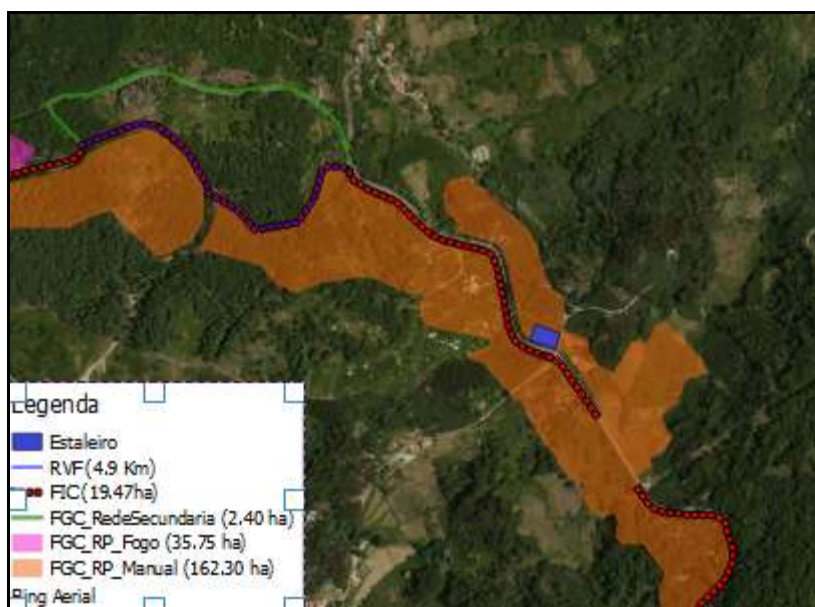 Legenda
Estaleiro
RVF(4.9 Km)
FIC(19.47ha)
FGC_RedeSecundaria (2.40 ha)
FGC_RP_Fogo (35.75 ha)
FGC_RP_Manual (162.30 ha)
Bing Aerial